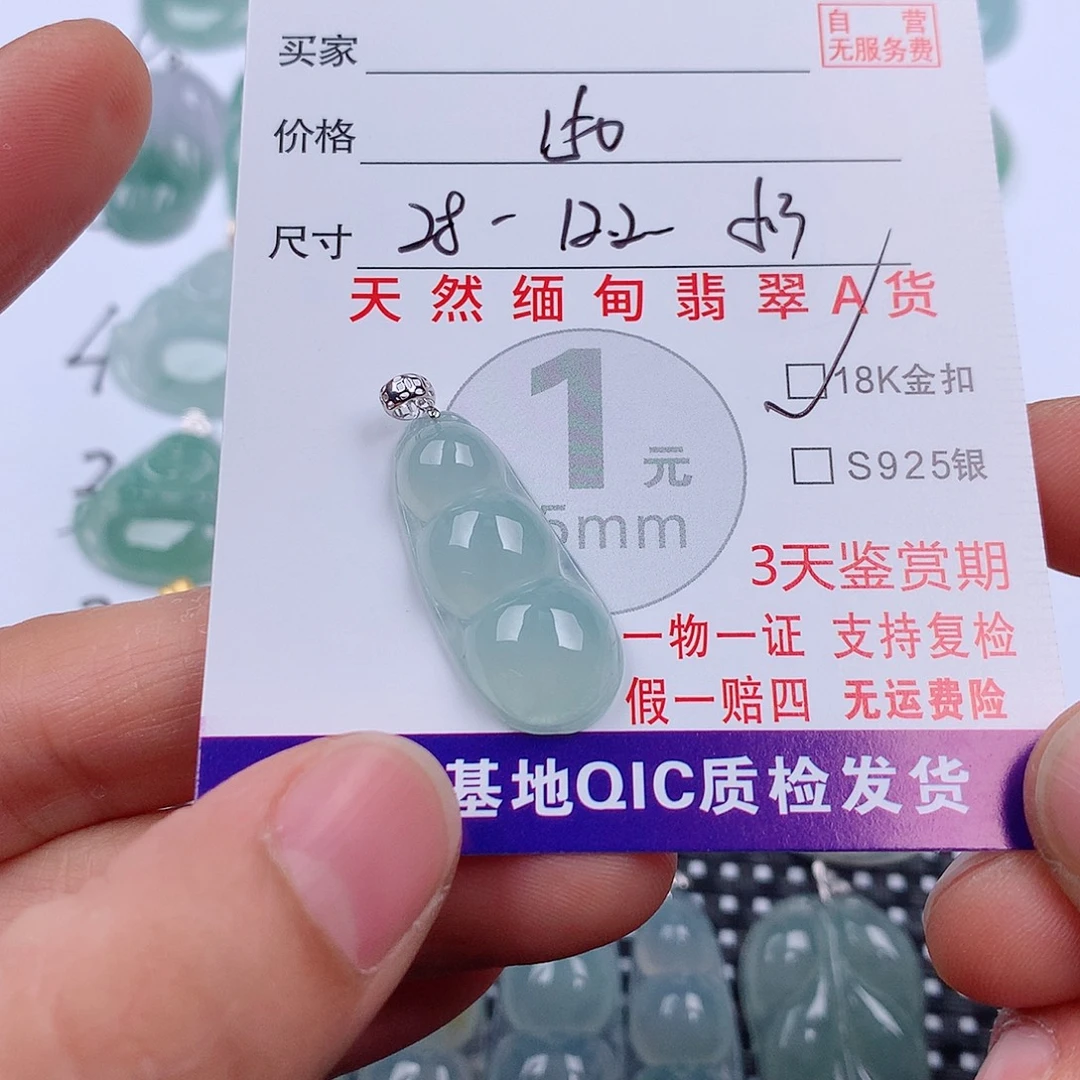 自营
无服务费
买家
价格
尺寸 28-12.2
天然缅甸翡翠A货
1元
5mm
18K金扣
S925银
3天鉴赏期
一物一证 支持复检
假一赔四 无运费险
基地QIC质检发货
4
2